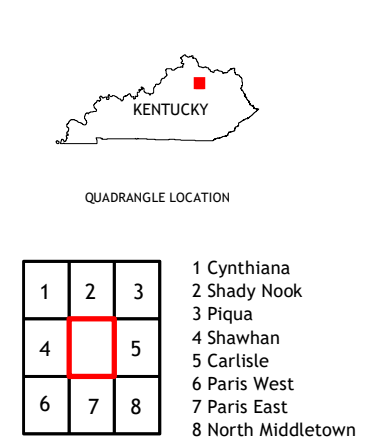 KENTUCKY
QUADRANGLE LOCATION
1 2 3
4 5
6 7 8
1 Cynthiana
2 Shady Nook
3 Piqua
4 Shawhan
5 Carlisle
6 Paris West
7 Paris East
8 North Middletown